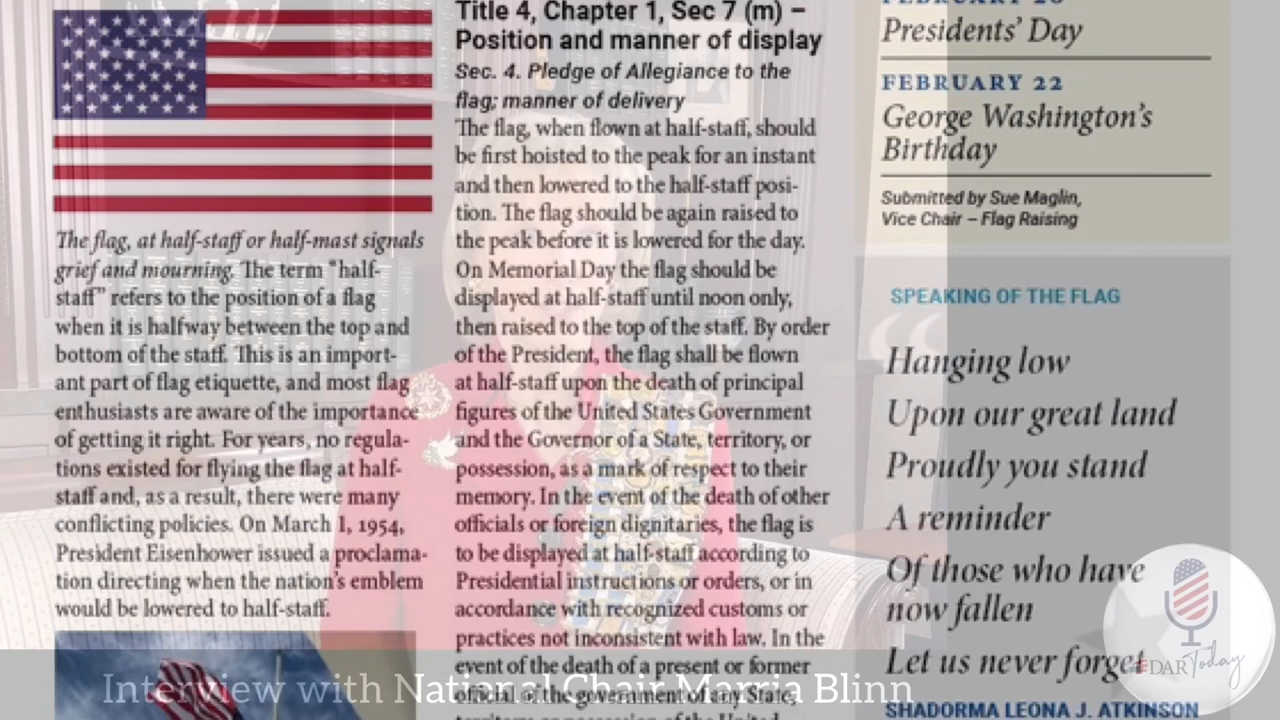 The flag, at half-staff or half-mast signals
grief and mourning. The term "half-
staff" refers to the position of a flag
when it is halfway between the top and
bottom of the staff. This is an import-
ant part of flag etiquette, and most flag
enthusiasts are aware of the importance
of getting it right. For years, no regula-
tions existed for flying the flag at half-
staff and, as a result, there were many
conflicting policies. On March 1, 1954,
President Eisenhower issued a proclama-
tion directing when the nation's emblem
would be lowered to half-staff.
Title 4, Chapter 1, Sec 7 (m) –
Position and manner of display
Sec. 4. Pledge of Allegiance to the
flag; manner of delivery
The flag, when flown at half-staff, should
be first hoisted to the peak for an instant
and then lowered to the half-staff posi-
tion. The flag should be again raised to
the peak before it is lowered for the day.
On Memorial Day the flag should be
displayed at half-staff until noon only,
then raised to the top of the staff. By order
of the President, the flag shall be flown
at half-staff upon the death of principal
figures of the United States Government
and the Governor of a State, territory, or
possession, as a mark of respect to their
memory. In the event of the death of other
officials or foreign dignitaries, the flag is
to be displayed at half-staff according to
Presidential instructions or orders, or in
accordance with recognized customs or
practices not inconsistent with law. In the
event of the death of a present or former
official of the government of any State,
territory, or possession of the United
FEBRUARY 20
Presidents' Day
FEBRUARY 22
George Washington's
Birthday
Submitted by Sue Maglin,
Vice Chair – Flag Raising
SPEAKING OF THE FLAG
Hanging low
Upon our great land
Proudly you stand
A reminder
Of those who have
now fallen
Let us never forget
SHADORMA LEONA J. ATKINSON
Interview with National Chair Marria Blinn
DAR Today